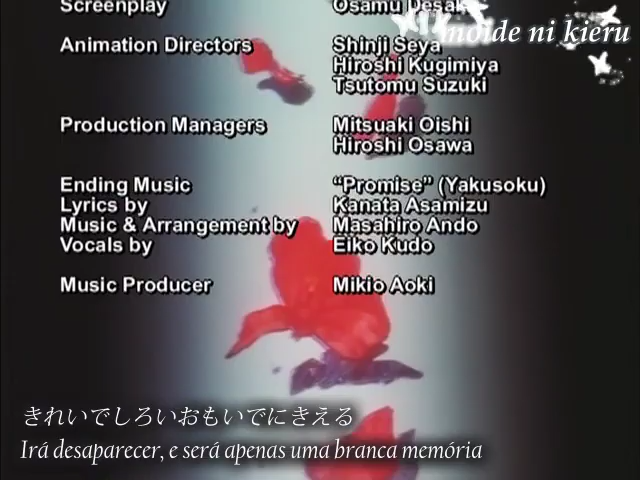 Screenplay Osamu Desaki
moide ni kieru
Animation Directors Shinji Seya
Hiroshi Kugimiya
Tsutomu Suzuki
Production Managers Mitsuaki Oishi
Hiroshi Osawa
Ending Music “Promise” (Yakusoku)
Lyrics by Kanata Asamizu
Music & Arrangement by Masahiro Ando
Vocals by Eiko Kudo
Music Producer Mikio Aoki
きれいでしろいおもいでにきえる
Irá desaparecer, e será apenas uma branca memória